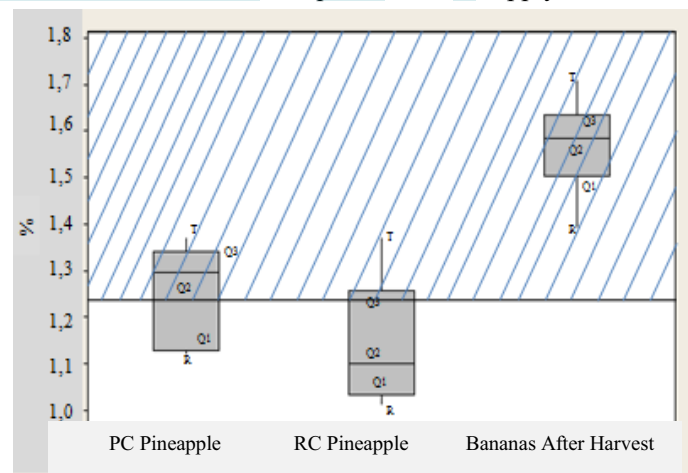 1,8
T
1,7
Q3
1,6
Q2
1,5
Q1
1,4
T
T
R
%
Q3
1,3
Q2
Q3
1,2
Q1
Q2
1,1
R
Q1
1,0
R
PC Pineapple
RC Pineapple
Bananas After Harvest